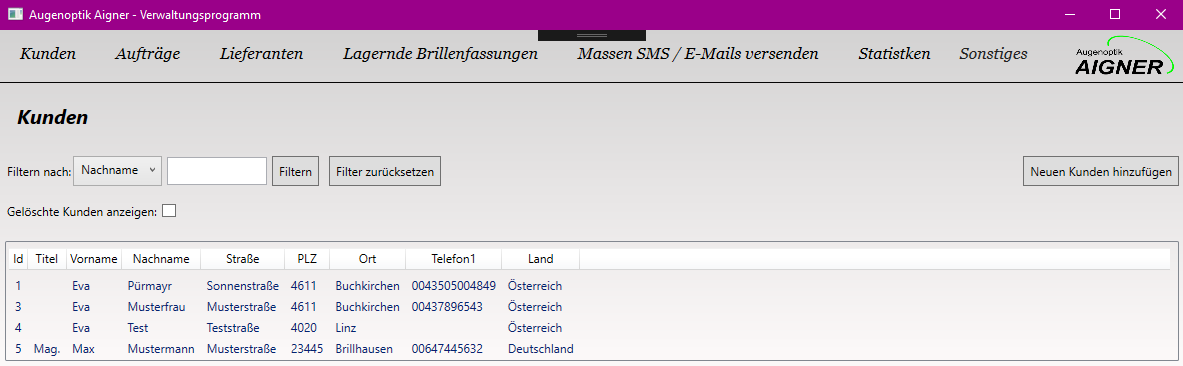 Augenoptik Aigner - Verwaltungsprogramm
Kunden Aufträge Lieferanten Lagernde Brillenfassungen Massen SMS / E-Mails versenden Statistken Sonstiges
Augenoptik
AIGNER
Kunden
Filtern nach: Nachname Filtern Filter zurücksetzen Neuen Kunden hinzufügen
Gelöschte Kunden anzeigen:
Id Titel Vorname Nachname Straße PLZ Ort Telefon1 Land
1 Eva Pürmayr Sonnenstraße 4611 Buchkirchen 0043505004849 Österreich
3 Eva Musterfrau Musterstraße 4611 Buchkirchen 00437896543 Österreich
4 Eva Test Teststraße 4020 Linz Österreich
5 Mag. Max Mustermann Musterstraße 23445 Brillhausen 00647445632 Deutschland